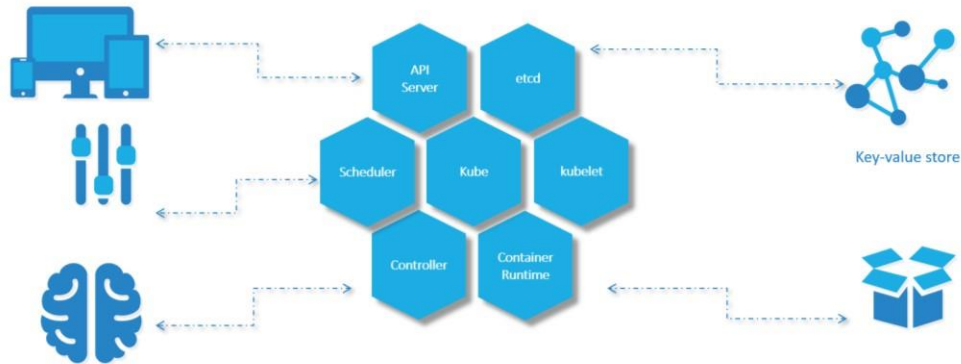 API
Server
etcd
Scheduler
Kube
kubelet
Key-value store
Controller
Container
Runtime